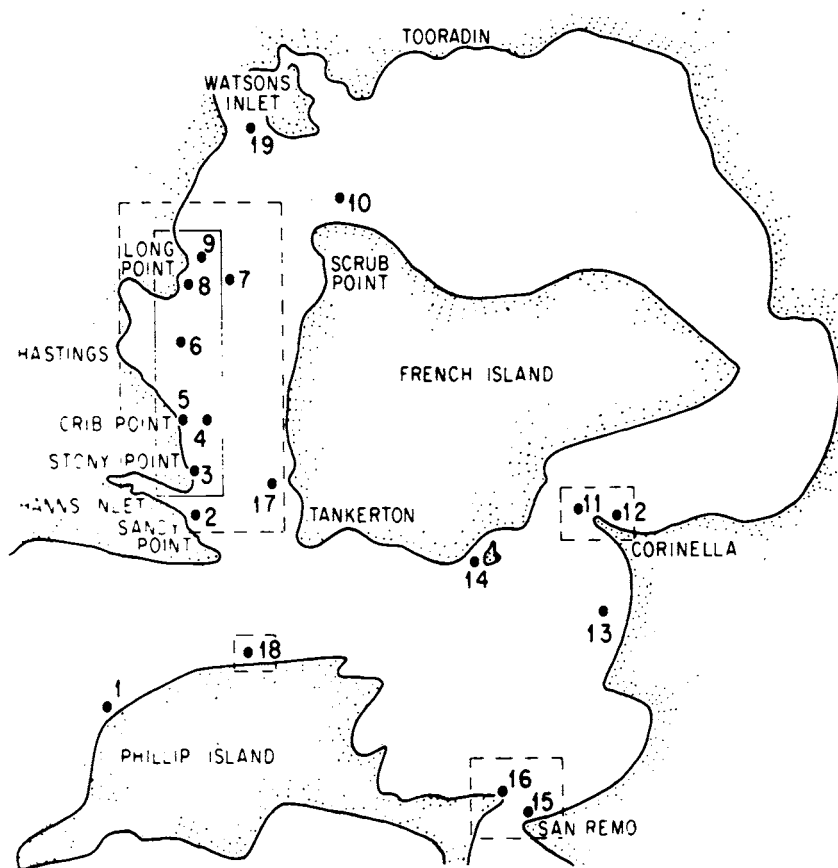 TOORADIN
WATSONS
INLET
19
10
LONG
POINT
9
8
7
SCRUB
POINT
6
HASTINGS
FRENCH ISLAND
5
CRIB POINT
4
STONY POINT
3
HANNS INLET
2
17
TANKERTON
SANDY
POINT
11
12
CORINELLA
14
13
18
1
PHILLIP ISLAND
16
15
SAN REMO